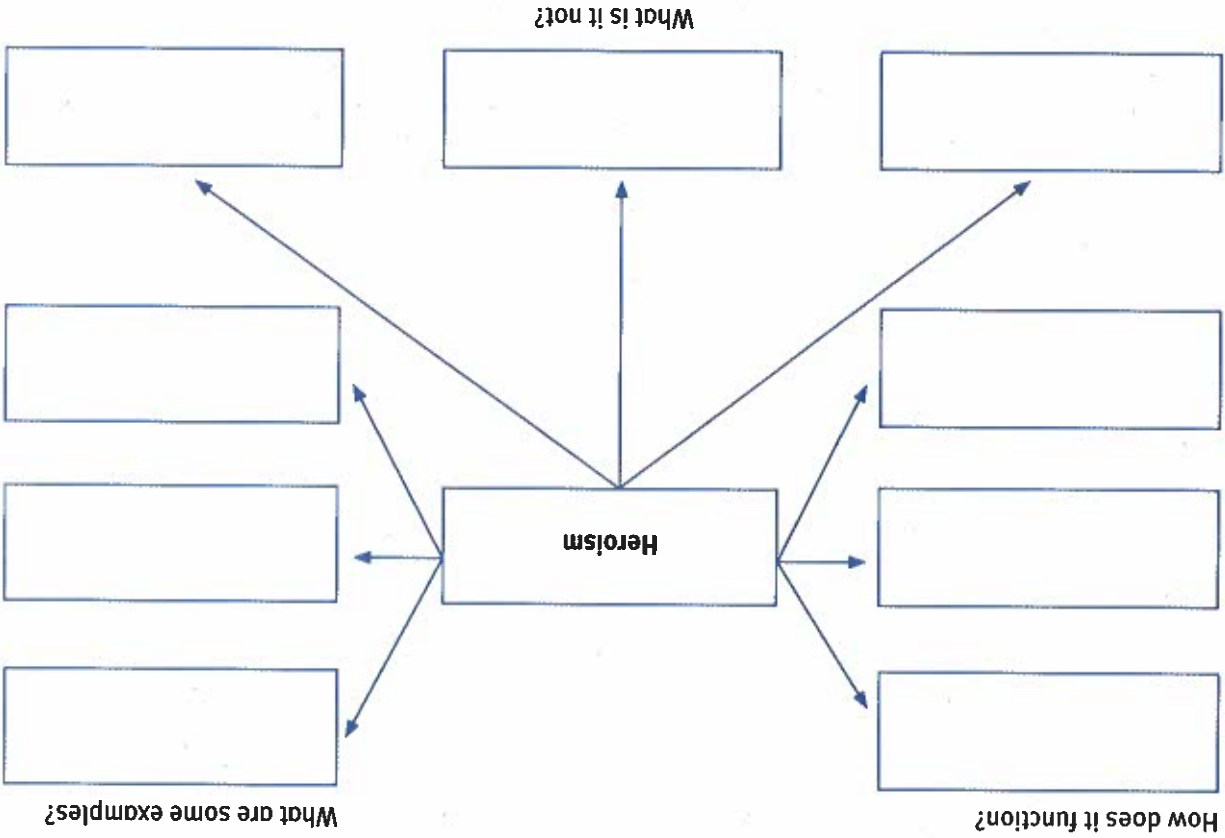 How does it function?
What are some examples?
Heroism
What is it not?